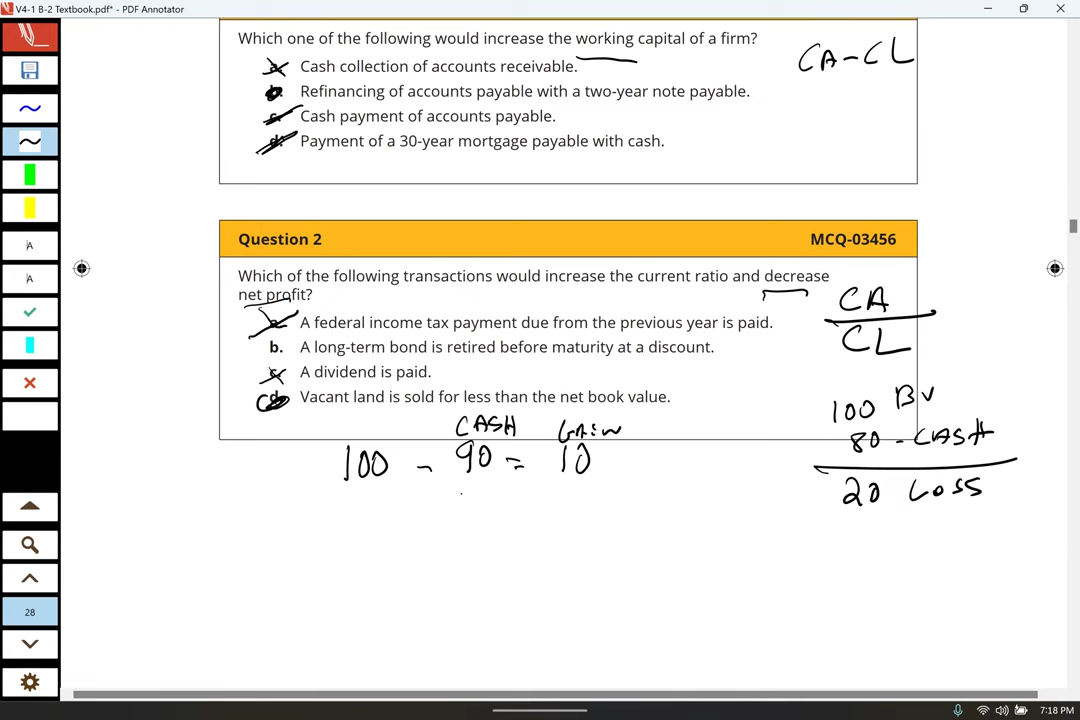 V4-1 B-2 Textbook.pdf* - PDF Annotator
Which one of the following would increase the working capital of a firm?
CA-CL
a. Cash collection of accounts receivable.
Refinancing of accounts payable with a two-year note payable.
c. Cash payment of accounts payable.
d. Payment of a 30-year mortgage payable with cash.
Question 2 MCQ-03456
Which of the following transactions would increase the current ratio and decrease
net profit?
CA
CL
a. A federal income tax payment due from the previous year is paid.
b. A long-term bond is retired before maturity at a discount.
c. A dividend is paid.
d. Vacant land is sold for less than the net book value.
100 BV
80 - CASH
20 LOSS
CASH GAIN
100 - 90 = 10
A
A
28
7:18 PM